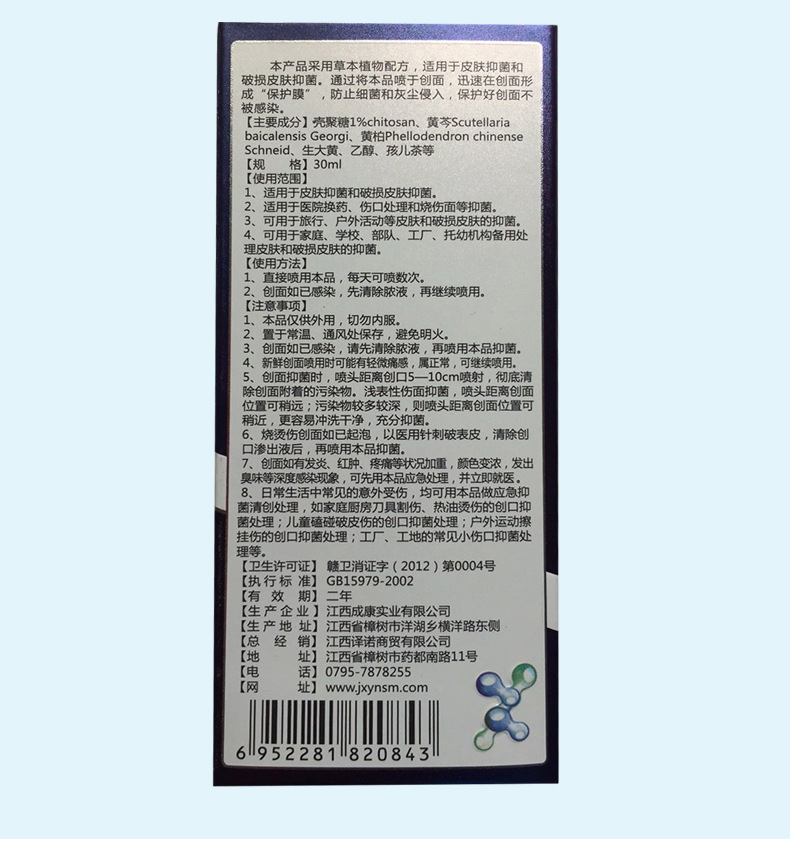 本产品采用草本植物配方，适用于皮肤抑菌和
破损皮肤抑菌。通过将本品喷于创面，迅速在创面形
成“保护膜”，防止细菌和灰尘侵入，保护好创面不
被感染。
【主要成分】壳聚糖1%chitosan、黄芩Scutellaria
baicalensis Georgi、黄柏Phellodendron chinense
Schneid、生大黄、乙醇、孩儿茶等
【规 格】30ml
【使用范围】
1、适用于皮肤抑菌和破损皮肤抑菌。
2、适用于医院换药、伤口处理和烧伤面等抑菌。
3、可用于旅行、户外活动等皮肤和破损皮肤的抑菌。
4、可用于家庭、学校、部队、工厂、托幼机构备用处
理皮肤和破损皮肤的抑菌。
【使用方法】
1、直接喷用本品，每天可喷数次。
2、创面如已感染，先清除脓液，再继续喷用。
【注意事项】
1、本品仅供外用，切勿内服。
2、置于常温、通风处保存，避免明火。
3、创面如已感染，请先清除脓液，再喷用本品抑菌。
4、新鲜创面喷用时可能有轻微痛感，属正常，可继续喷用。
5、创面抑菌时，喷头距离创口5—10cm喷射，彻底清
除创面附着的污染物。浅表性伤面抑菌，喷头距离创面
位置可稍远；污染物较多较深，则喷头距离创面位置可
稍近，更容易冲洗干净，充分抑菌。
6、烧烫伤创面如已起泡，以医用针刺破表皮，清除创
口渗出液后，再喷用本品抑菌。
7、创面如有发炎、红肿、疼痛等状况加重，颜色变浓，发出
臭味等深度感染现象，可先用本品应急处理，并立即就医。
8、日常生活中常见的意外受伤，均可用本品做应急抑
菌清创处理，如家庭厨房刀具割伤、热油烫伤的创口抑
菌处理；儿童磕碰破皮伤的创口抑菌处理；户外运动擦
挂伤的创口抑菌处理；工厂、工地的常见小伤口抑菌处
理等。
【卫生许可证】 赣卫消证字（2012）第0004号
【执行标准】 GB15979-2002
【有 效 期】二年
【生产企业】江西成康实业有限公司
【生产地址】江西省樟树市洋湖乡横洋路东侧
【总 经 销】江西译诺商贸有限公司
【地 址】江西省樟树市药都南路11号
【电 话】0795-7878255
【网 址】www.jxynsm.com
6 952281 820843